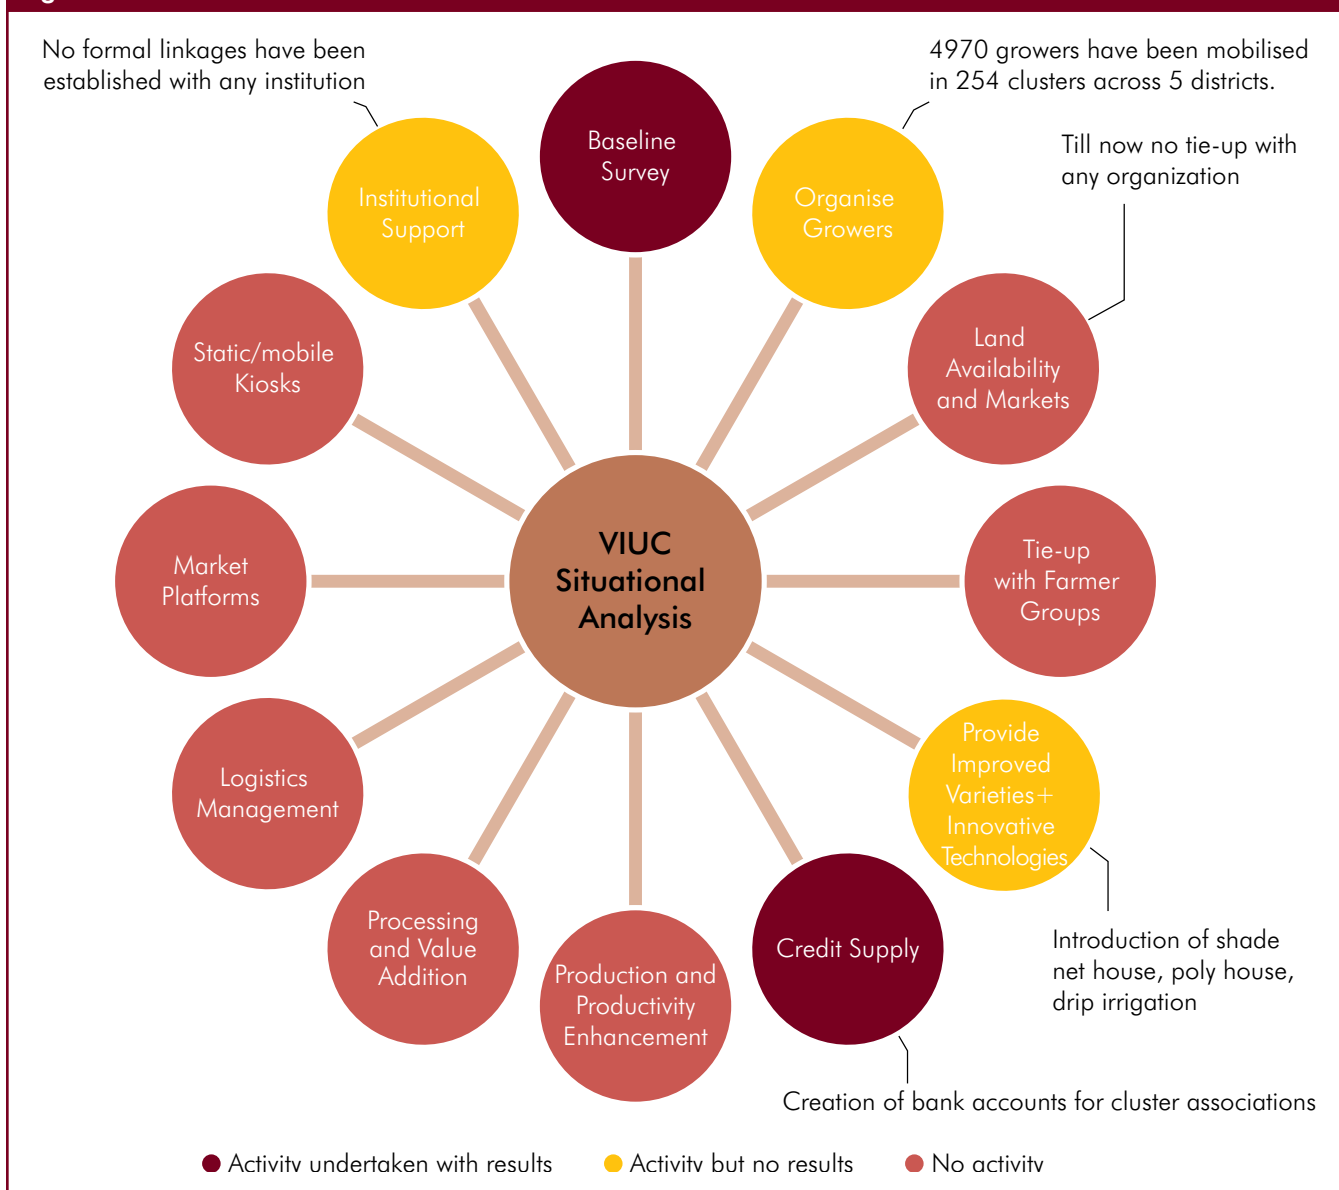 No formal linkages have been
established with any institution
4970 growers have been mobilised
in 254 clusters across 5 districts.
Till now no tie-up with
any organization
Baseline
Survey
Organise
Growers
Land
Availability
and Markets
Tie-up
with Farmer
Groups
Provide
Improved
Varieties+
Innovative
Technologies
Introduction of shade
net house, poly house,
drip irrigation
Credit Supply
Creation of bank accounts for cluster associations
Production and
Productivity
Enhancement
Processing
and Value
Addition
Logistics
Management
Market
Platforms
Static/mobile
Kiosks
Institutional
Support
VIUC
Situational
Analysis
Activity undertaken with results
Activity but no results
No activity